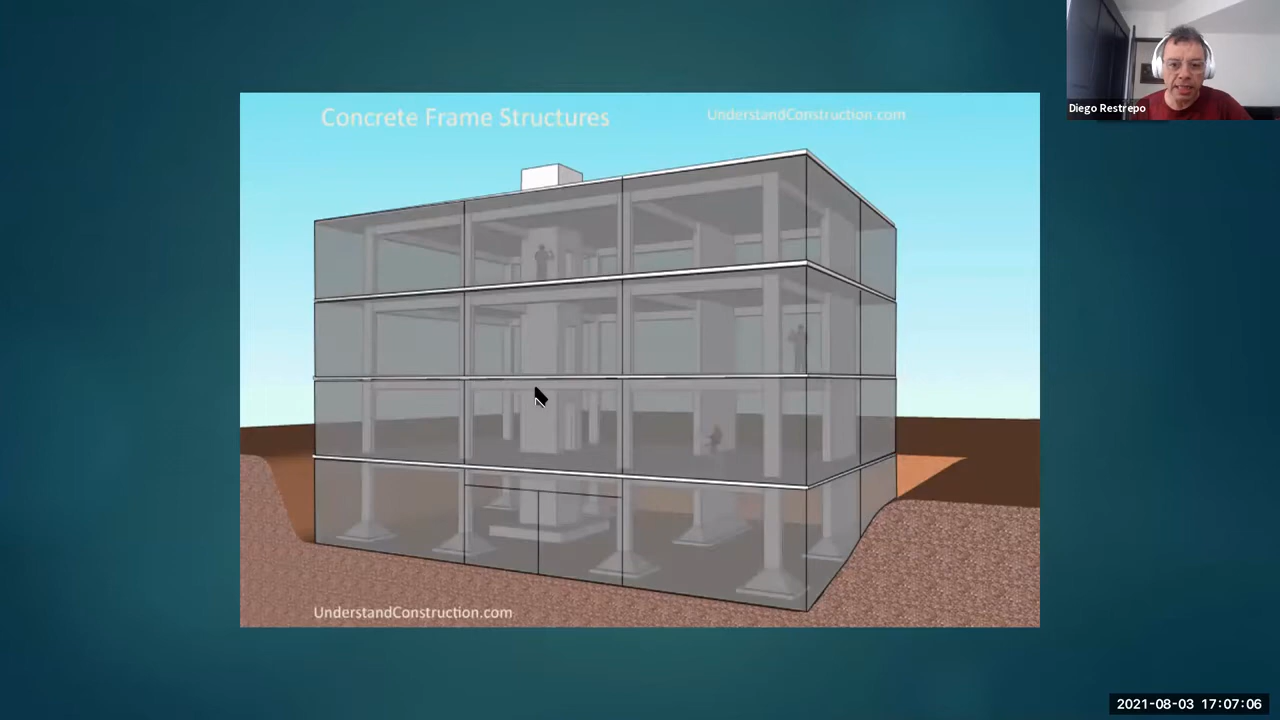 Concrete Frame Structures
UnderstandConstruction.com
Diego Restrepo
UnderstandConstruction.com
2021-08-03 17:07:06